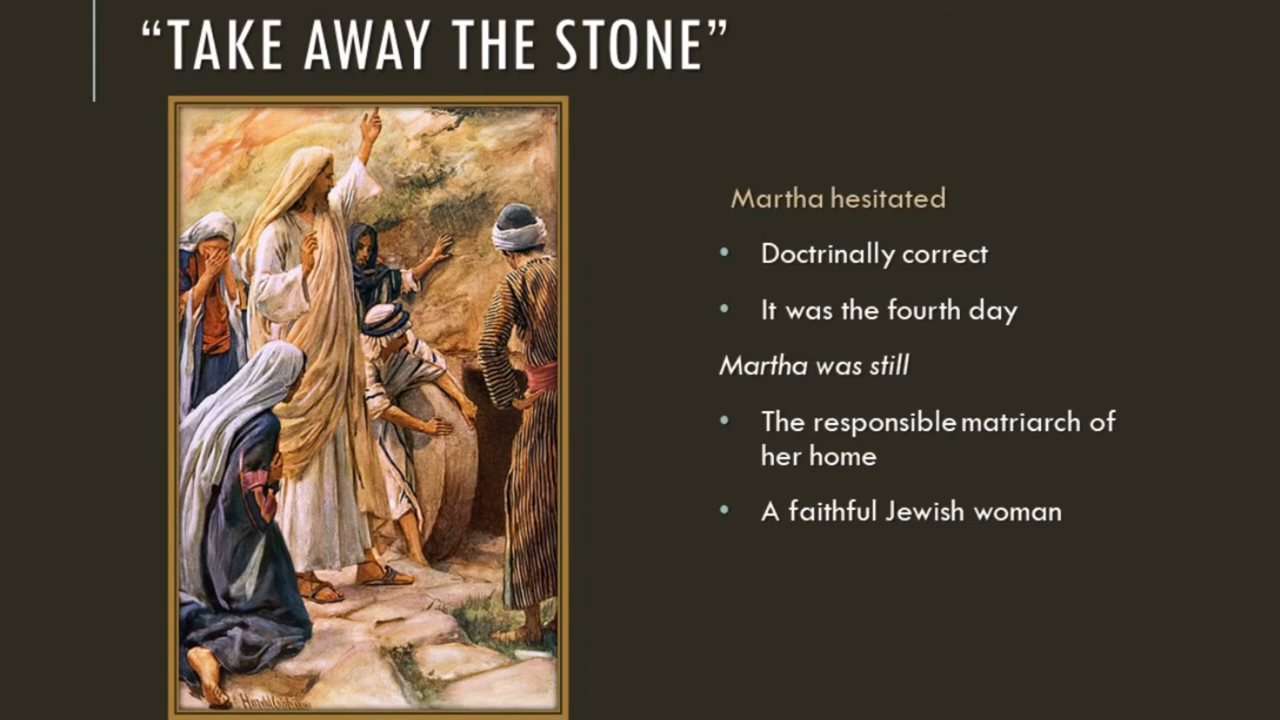 “TAKE AWAY THE STONE”
Martha hesitated
• Doctrinally correct
• It was the fourth day
Martha was still
• The responsible matriarch of
her home
• A faithful Jewish woman